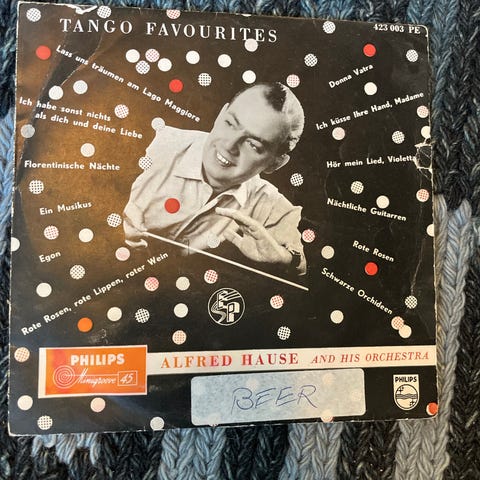 TANGO FAVOURITES
423 003 PE
Lass uns träumen am Lago Maggiore
Ich habe sonst nichts
als dich und deine Liebe
Florentinische Nächte
Ein Musikus
Egon
Rote Rosen, rote Lippen, roter Wein
Donna Vatra
Ich küsse Ihre Hand, Madame
Hör mein Lied, Violetta
Nächtliche Guitarren
Rote Rosen
Schwarze Orchideen
EP
PHILIPS
Minigroove 45
ALFRED HAUSE AND HIS ORCHESTRA
BEER
PHILIPS